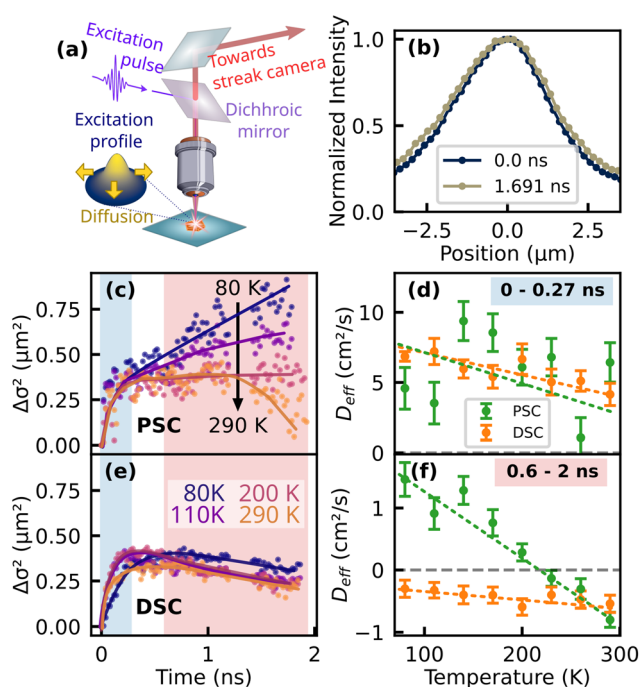 (a)
Excitation
pulse
Towards
streak camera
Dichhroic
mirror
Excitation
profile
Diffusion
(b)
Normalized Intensity
1.0
0.5
0.0
0.0 ns
1.691 ns
−2.5 0.0 2.5
Position (µm)
(c)
Δσ² (µm²)
0.75
0.50
0.25
0.00
80 K
290 K
PSC
(d)
0 - 0.27 ns
D_eff (cm²/s)
10
5
0
PSC
DSC
(e)
Δσ² (µm²)
0.75
0.50
0.25
0.00
80K 200 K
110K 290 K
DSC
0 1 2
Time (ns)
(f)
0.6 - 2 ns
D_eff (cm²/s)
1
0
−1
100 200 300
Temperature (K)